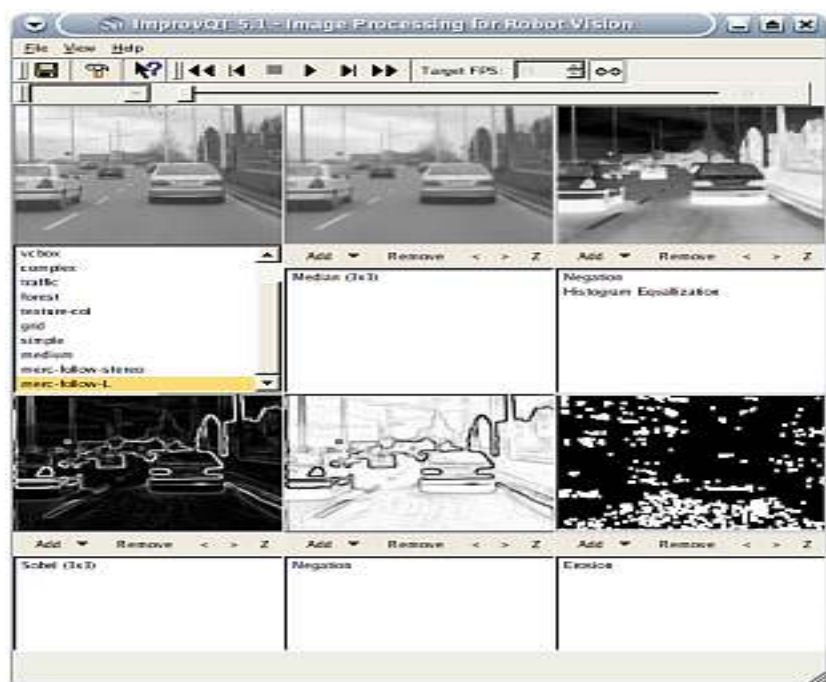 ImprovQT 5.1 - Image Processing for Robot Vision
File View Help
Target FPS:
vcbox
complex
traffic
forest
texture-col
grid
simple
medium
merc-follow-stereo
merc-follow-L
Add Remove < > Z
Median (3x3)
Add Remove < > Z
Negation
Histogram Equallization
Add Remove < > Z
Sobel (3x3)
Add Remove < > Z
Negation
Add Remove < > Z
Erosion